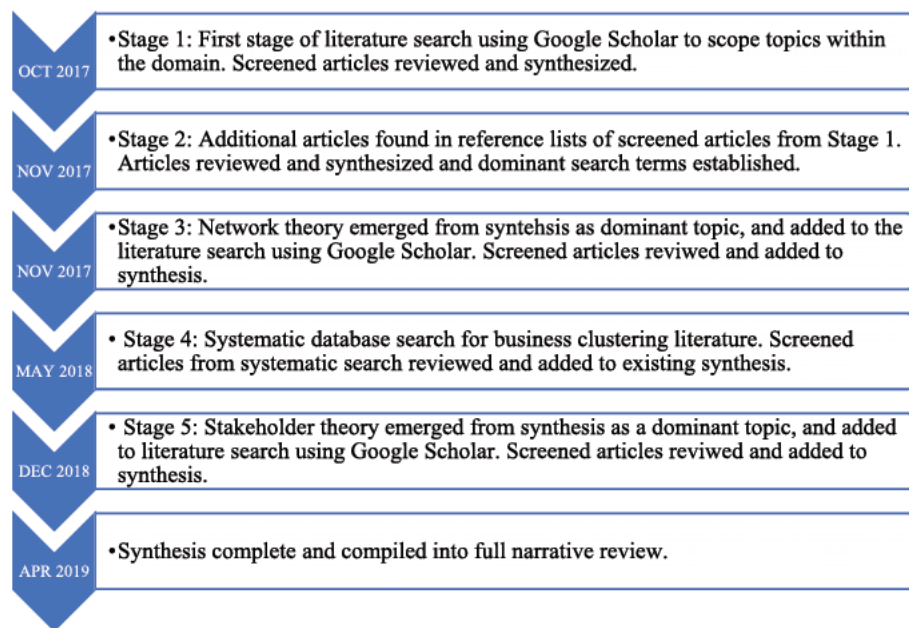 •Stage 1: First stage of literature search using Google Scholar to scope topics within
the domain. Screened articles reviewed and synthesized.
OCT 2017
•Stage 2: Additional articles found in reference lists of screened articles from Stage 1.
Articles reviewed and synthesized and dominant search terms established.
NOV 2017
•Stage 3: Network theory emerged from syntehsis as dominant topic, and added to the
literature search using Google Scholar. Screened articles reviwed and added to
synthesis.
NOV 2017
• Stage 4: Systematic database search for business clustering literature. Screened
articles from systematic search reviewed and added to existing synthesis.
MAY 2018
• Stage 5: Stakeholder theory emerged from synthesis as a dominant topic, and added
to literature search using Google Scholar. Screened articles reviwed and added to
synthesis.
DEC 2018
•Synthesis complete and compiled into full narrative review.
APR 2019